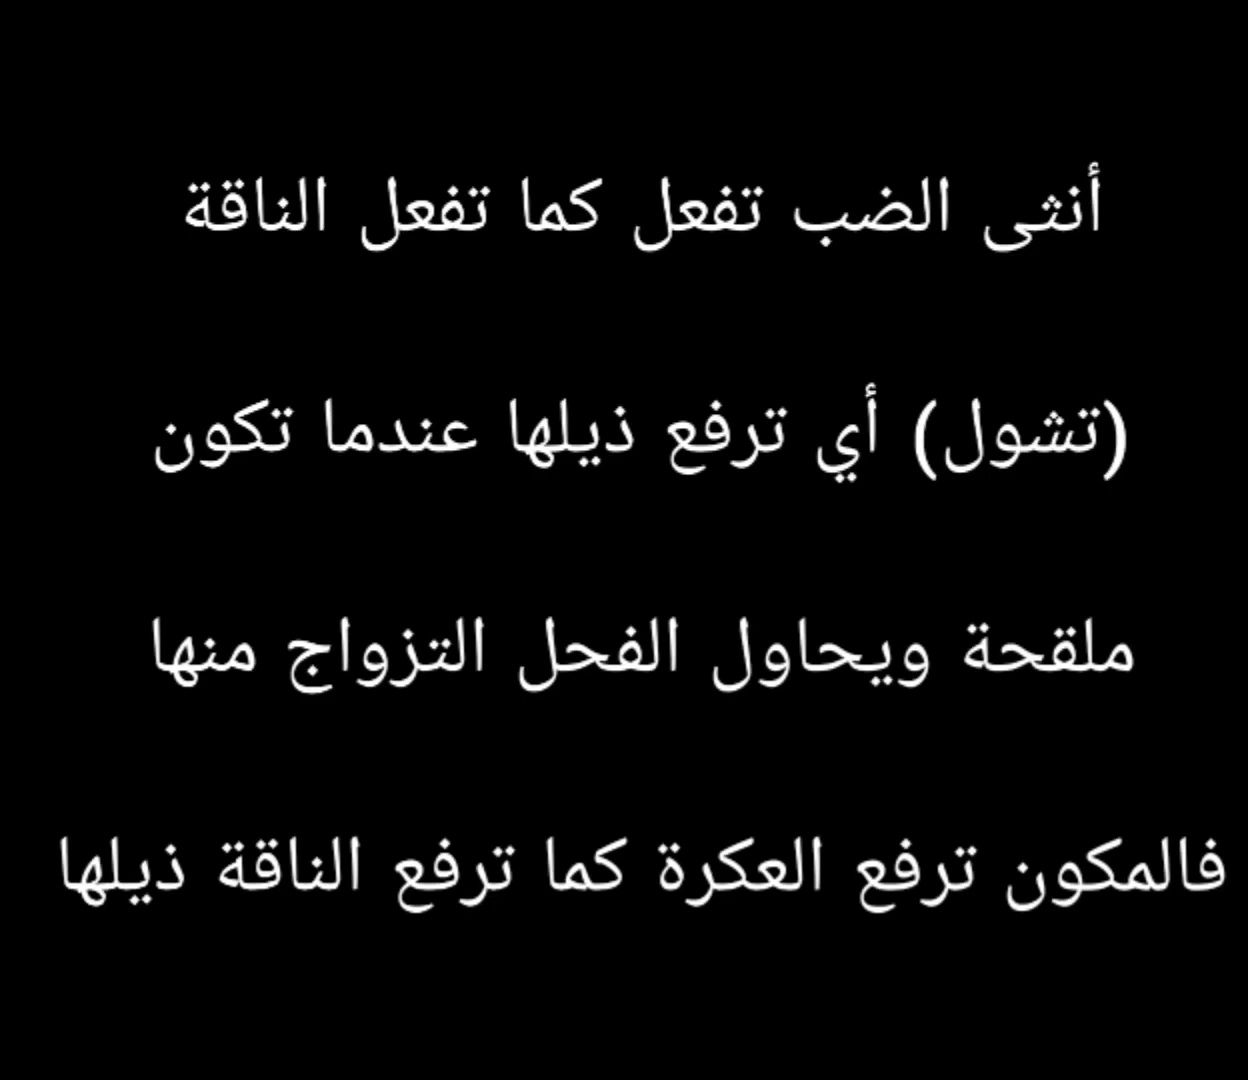 أنثى الضب تفعل كما تفعل الناقة
(تشول) أي ترفع ذيلها عندما تكون
ملقحة ويحاول الفحل التزواج منها
فالمكون ترفع العكرة كما ترفع الناقة ذيلها